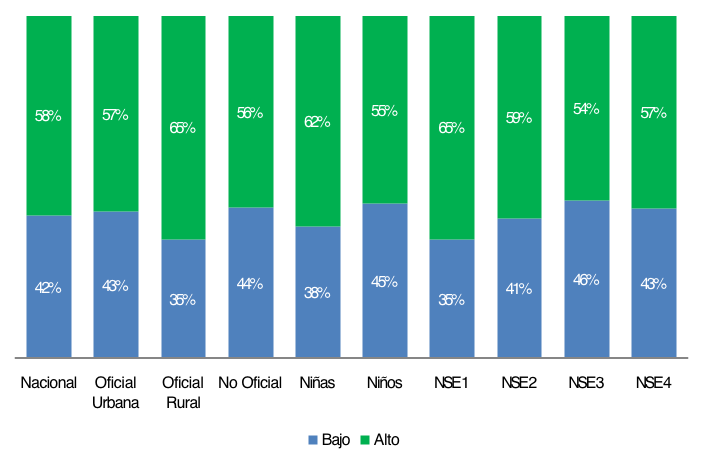 58% 57% 65% 56% 62% 55% 65% 59% 54% 57%
42% 43% 35% 44% 38% 45% 35% 41% 46% 43%
Nacional Oficial Oficial No Oficial Niñas Niños NSE1 NSE2 NSE3 NSE4
Urbana Rural
Bajo Alto